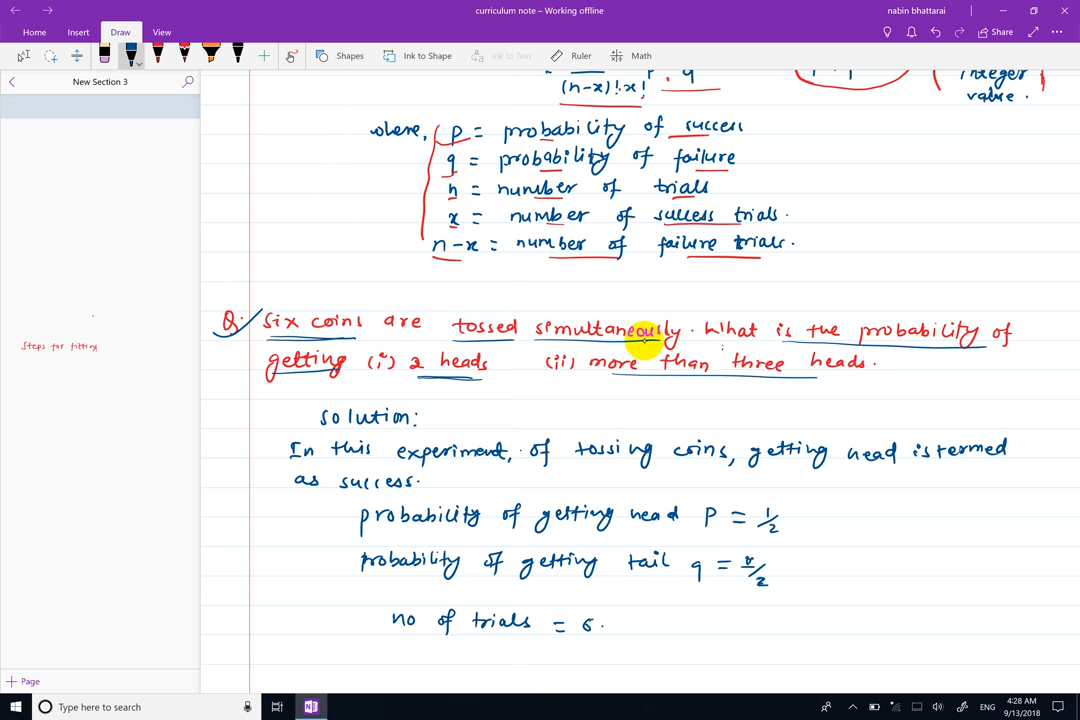 curriculum note – Working offline
nabin bhattarai
Home Insert Draw View
Share
Shapes Ink to Shape Ink to Text Ruler Math
New Section 3
(n-x)! x! p . q
integer
value.
where, p = probability of success
q = probability of failure
n = number of trials
x = number of success trials.
n-x = number of failure trials.
Steps for fitting
Q. Six coins are tossed simultaneously. What is the probability of
getting (i) 2 heads (ii) more than three heads.
solution:
In this experiment, of tossing coins, getting head is termed
as success.
probability of getting head P = 1/2
probability of getting tail q = 1/2
no of trials = 6.
+ Page
Type here to search
ENG
4:28 AM
9/13/2018